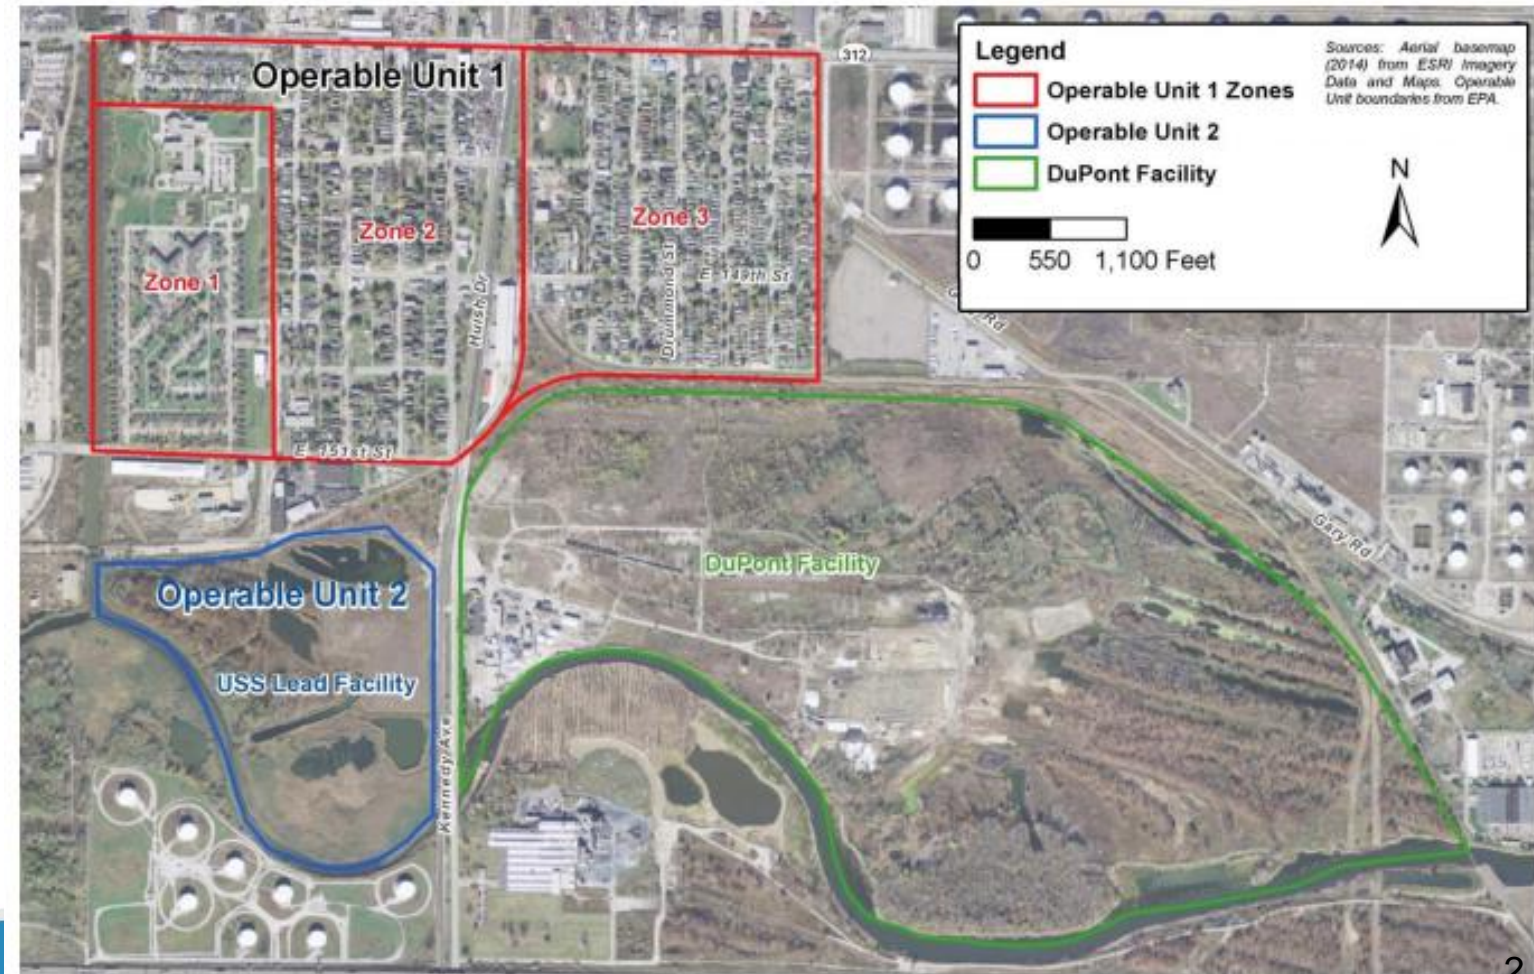 Operable Unit 1
312
Legend
Operable Unit 1 Zones
Operable Unit 2
DuPont Facility
0 550 1,100 Feet
Sources: Aerial basemap
(2014) from ESRI Imagery
Data and Maps. Operable
Unit boundaries from EPA.
N
Zone 1
Zone 2
Zone 3
Hulsh Dr
Drummond St
E 149th St
Rd
E 151st St
Gary Rd
DuPont Facility
Operable Unit 2
USS Lead Facility
Kennedy Ave
2